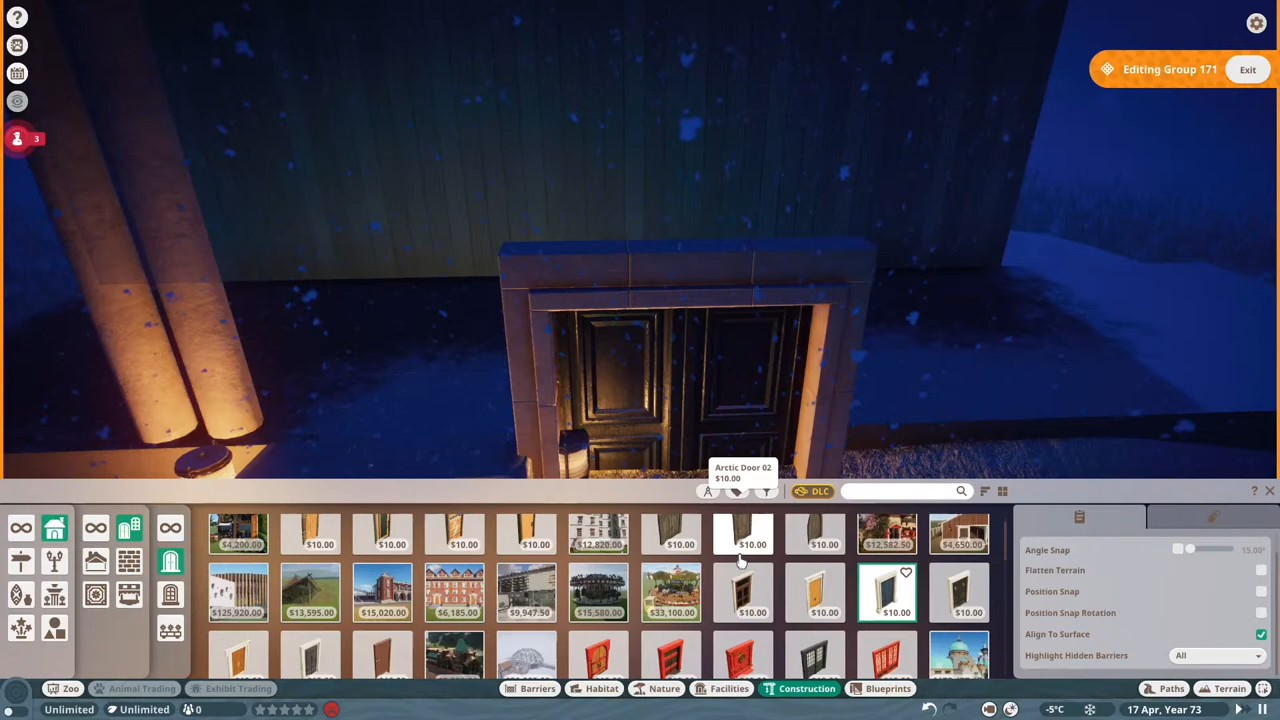 ?
Editing Group 171
Exit
3
Arctic Door 02
$10.00
DLC
? ×
$4,200.00
$10.00
$10.00
$10.00
$10.00
$12,820.00
$10.00
$10.00
$10.00
$12,582.50
$4,650.00
Angle Snap
15.00°
Flatten Terrain
$125,920.00
$13,595.00
$15,020.00
$6,185.00
$9,947.50
$15,580.00
$33,100.00
$10.00
$10.00
$10.00
$10.00
Position Snap
Position Snap Rotation
Align To Surface
Highlight Hidden Barriers
All
Zoo
Animal Trading
Exhibit Trading
Barriers
Habitat
Nature
Facilities
Construction
Blueprints
Paths
Terrain
Unlimited
Unlimited
0
-5°C
17 Apr, Year 73